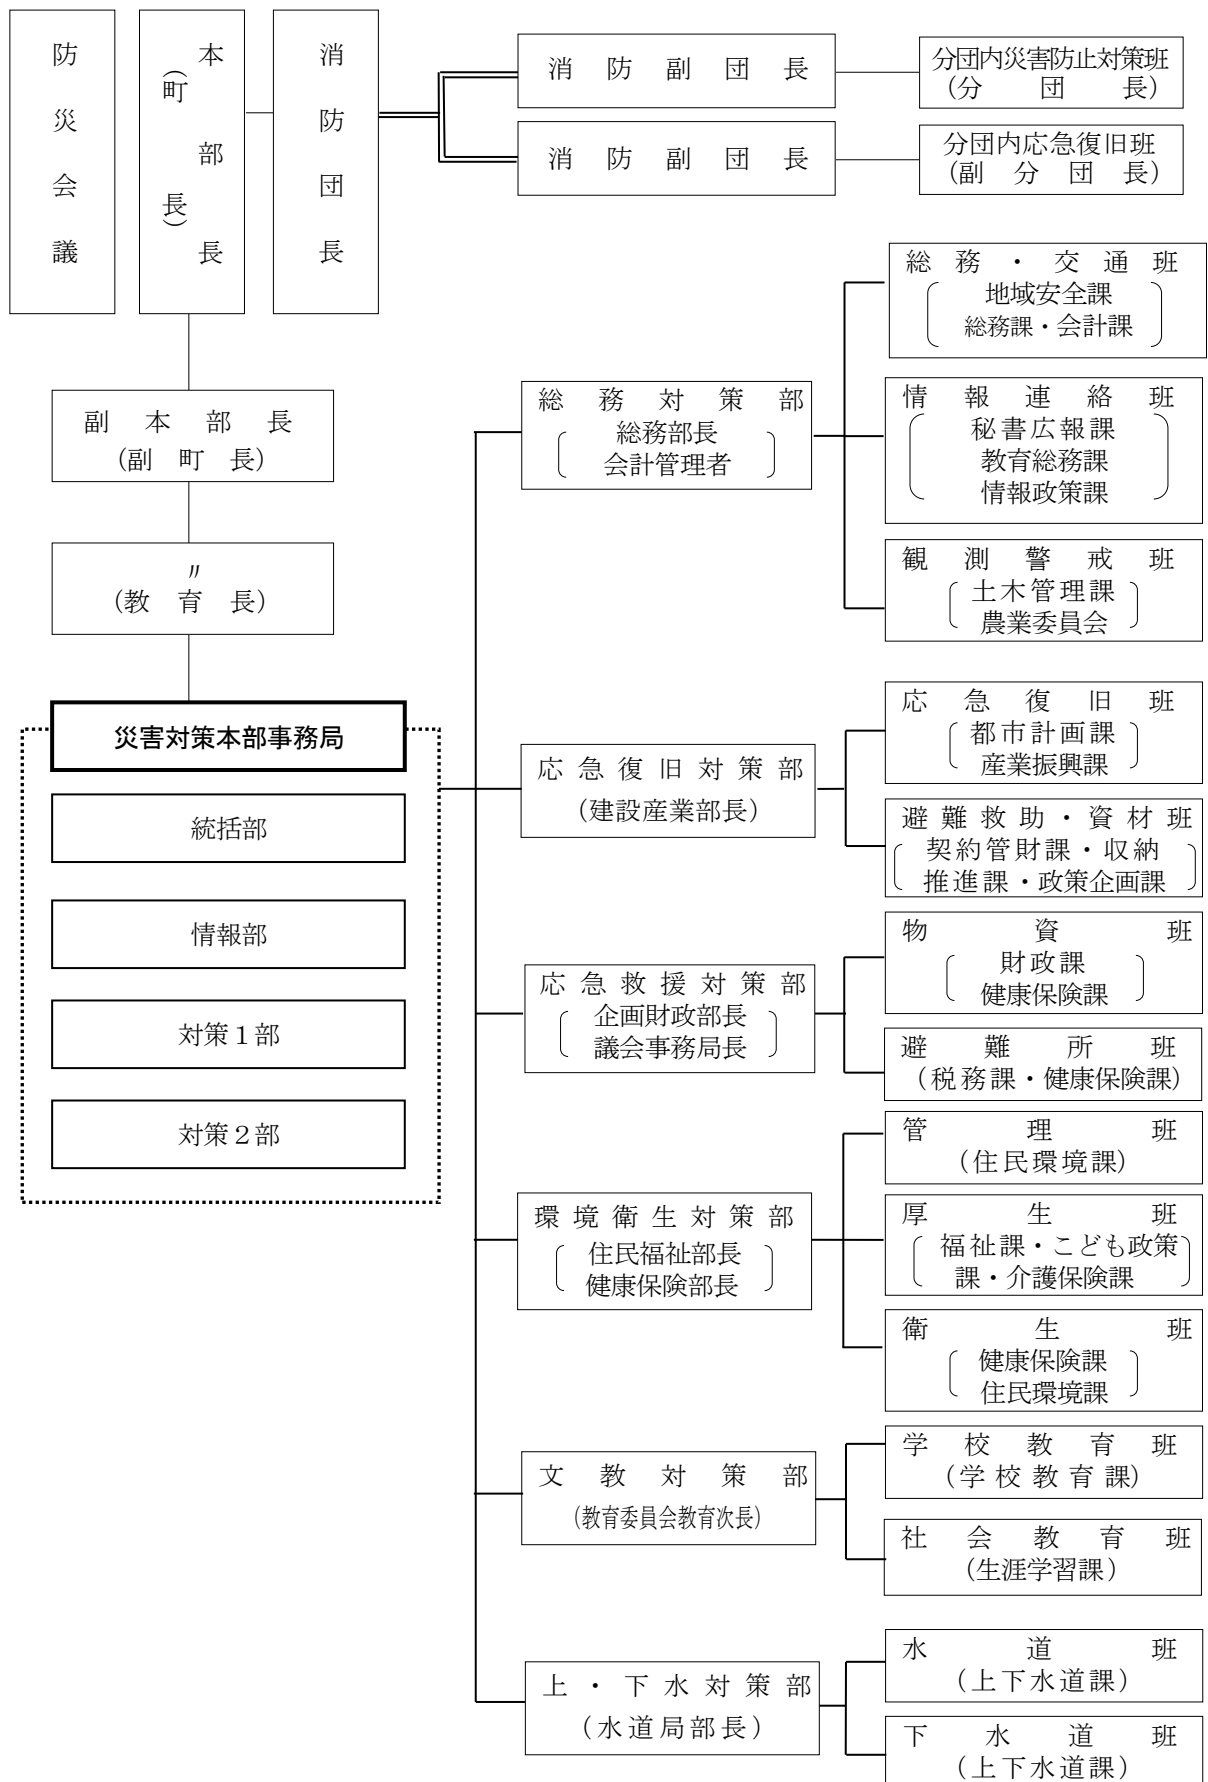 防災会議
本部長
(町長)
消防団長
消防副団長
分団内災害防止対策班
(分団長)
消防副団長
分団内応急復旧班
(副分団長)
副本部長
(副町長)
〃
(教育長)
災害対策本部事務局
統括部
情報部
対策１部
対策２部
総務対策部
総務部長
会計管理者
総務・交通班
地域安全課
総務課・会計課
情報連絡班
秘書広報課
教育総務課
情報政策課
観測警戒班
土木管理課
農業委員会
応急復旧対策部
(建設産業部長)
応急復旧班
都市計画課
産業振興課
避難救助・資材班
契約管財課・収納
推進課・政策企画課
応急救援対策部
企画財政部長
議会事務局長
物資班
財政課
健康保険課
避難所班
(税務課・健康保険課)
環境衛生対策部
住民福祉部長
健康保険部長
管理班
(住民環境課)
厚生班
福祉課・こども政策
課・介護保険課
衛生班
健康保険課
住民環境課
文教対策部
(教育委員会教育次長)
学校教育班
(学校教育課)
社会教育班
(生涯学習課)
上・下水対策部
(水道局部長)
水道班
(上下水道課)
下水道班
(上下水道課)